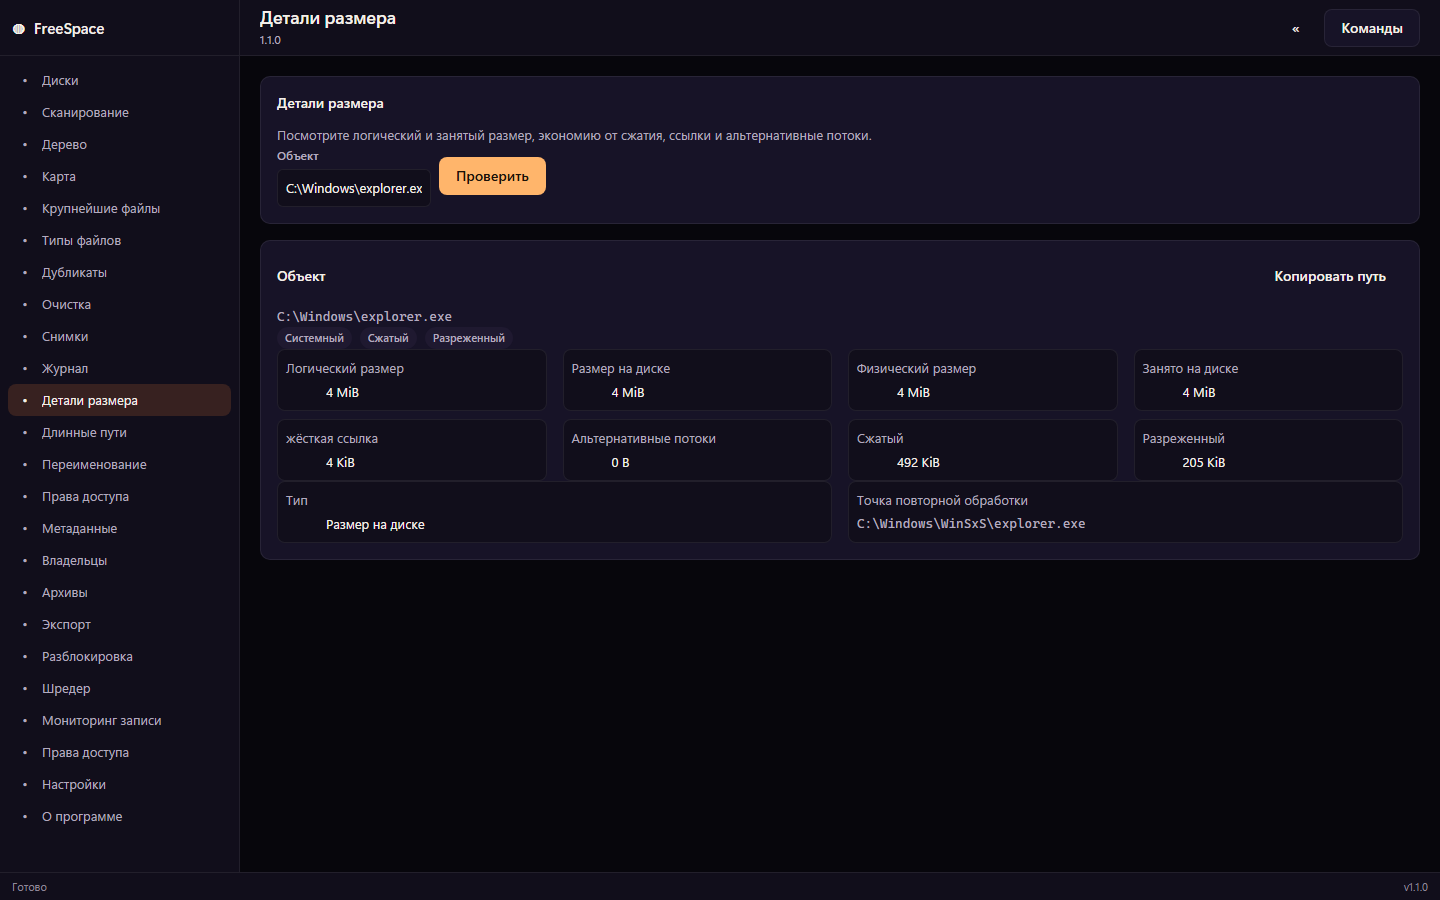 FreeSpace
Детали размера
1.1.0
«
Команды
• Диски
• Сканирование
• Дерево
• Карта
• Крупнейшие файлы
• Типы файлов
• Дубликаты
• Очистка
• Снимки
• Журнал
• Детали размера
• Длинные пути
• Переименование
• Права доступа
• Метаданные
• Владельцы
• Архивы
• Экспорт
• Разблокировка
• Шредер
• Мониторинг записи
• Права доступа
• Настройки
• О программе
Детали размера
Посмотрите логический и занятый размер, экономию от сжатия, ссылки и альтернативные потоки.
Объект
C:\Windows\explorer.ex
Проверить
Объект
Копировать путь
C:\Windows\explorer.exe
Системный Сжатый Разреженный
Логический размер
4 MiB
Размер на диске
4 MiB
Физический размер
4 MiB
Занято на диске
4 MiB
жёсткая ссылка
4 KiB
Альтернативные потоки
0 B
Сжатый
492 KiB
Разреженный
205 KiB
Тип
Размер на диске
Точка повторной обработки
C:\Windows\WinSxS\explorer.exe
Готово
v1.1.0